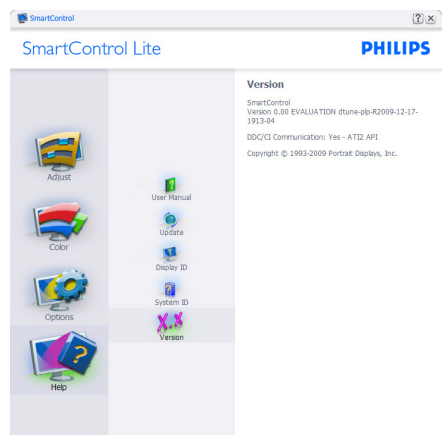 SmartControl
SmartControl Lite
PHILIPS
Adjust
Color
Options
Help
User Manual
Update
Display ID
System ID
X.X
Version
Version
SmartControl
Version 0.00 EVALUATION dtune-plp-R2009-12-17-
1913-04
DDC/CI Communication: Yes - ATI2 API
Copyright © 1993-2009 Portrait Displays, Inc.